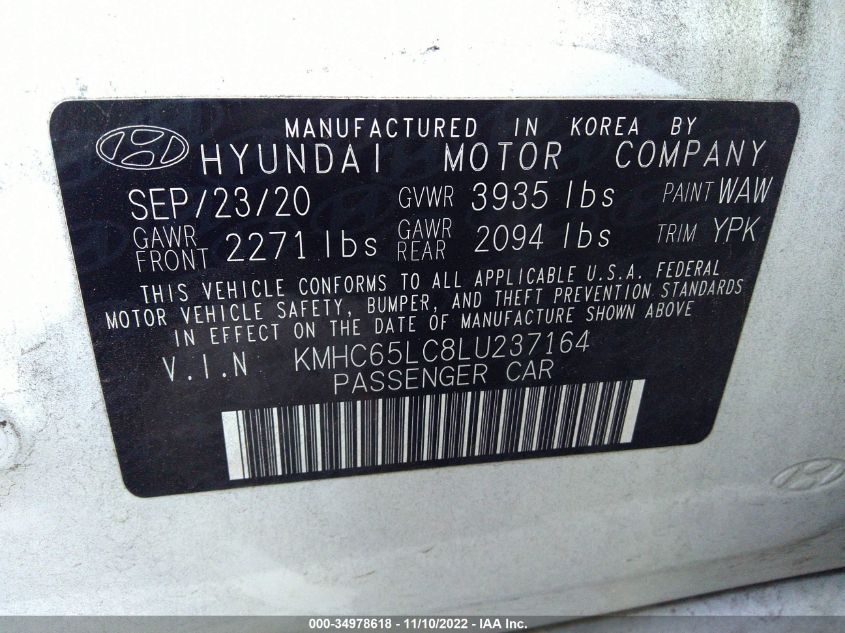 MANUFACTURED IN KOREA BY
HYUNDAI MOTOR COMPANY
SEP/23/20 GVWR 3935 lbs PAINT WAW
GAWR FRONT 2271 lbs GAWR REAR 2094 lbs TRIM YPK
THIS VEHICLE CONFORMS TO ALL APPLICABLE U.S.A. FEDERAL
MOTOR VEHICLE SAFETY, BUMPER, AND THEFT PREVENTION STANDARDS
IN EFFECT ON THE DATE OF MANUFACTURE SHOWN ABOVE
V.I.N KMHC65LC8LU237164
PASSENGER CAR
000-34978618 - 11/10/2022 - IAA Inc.